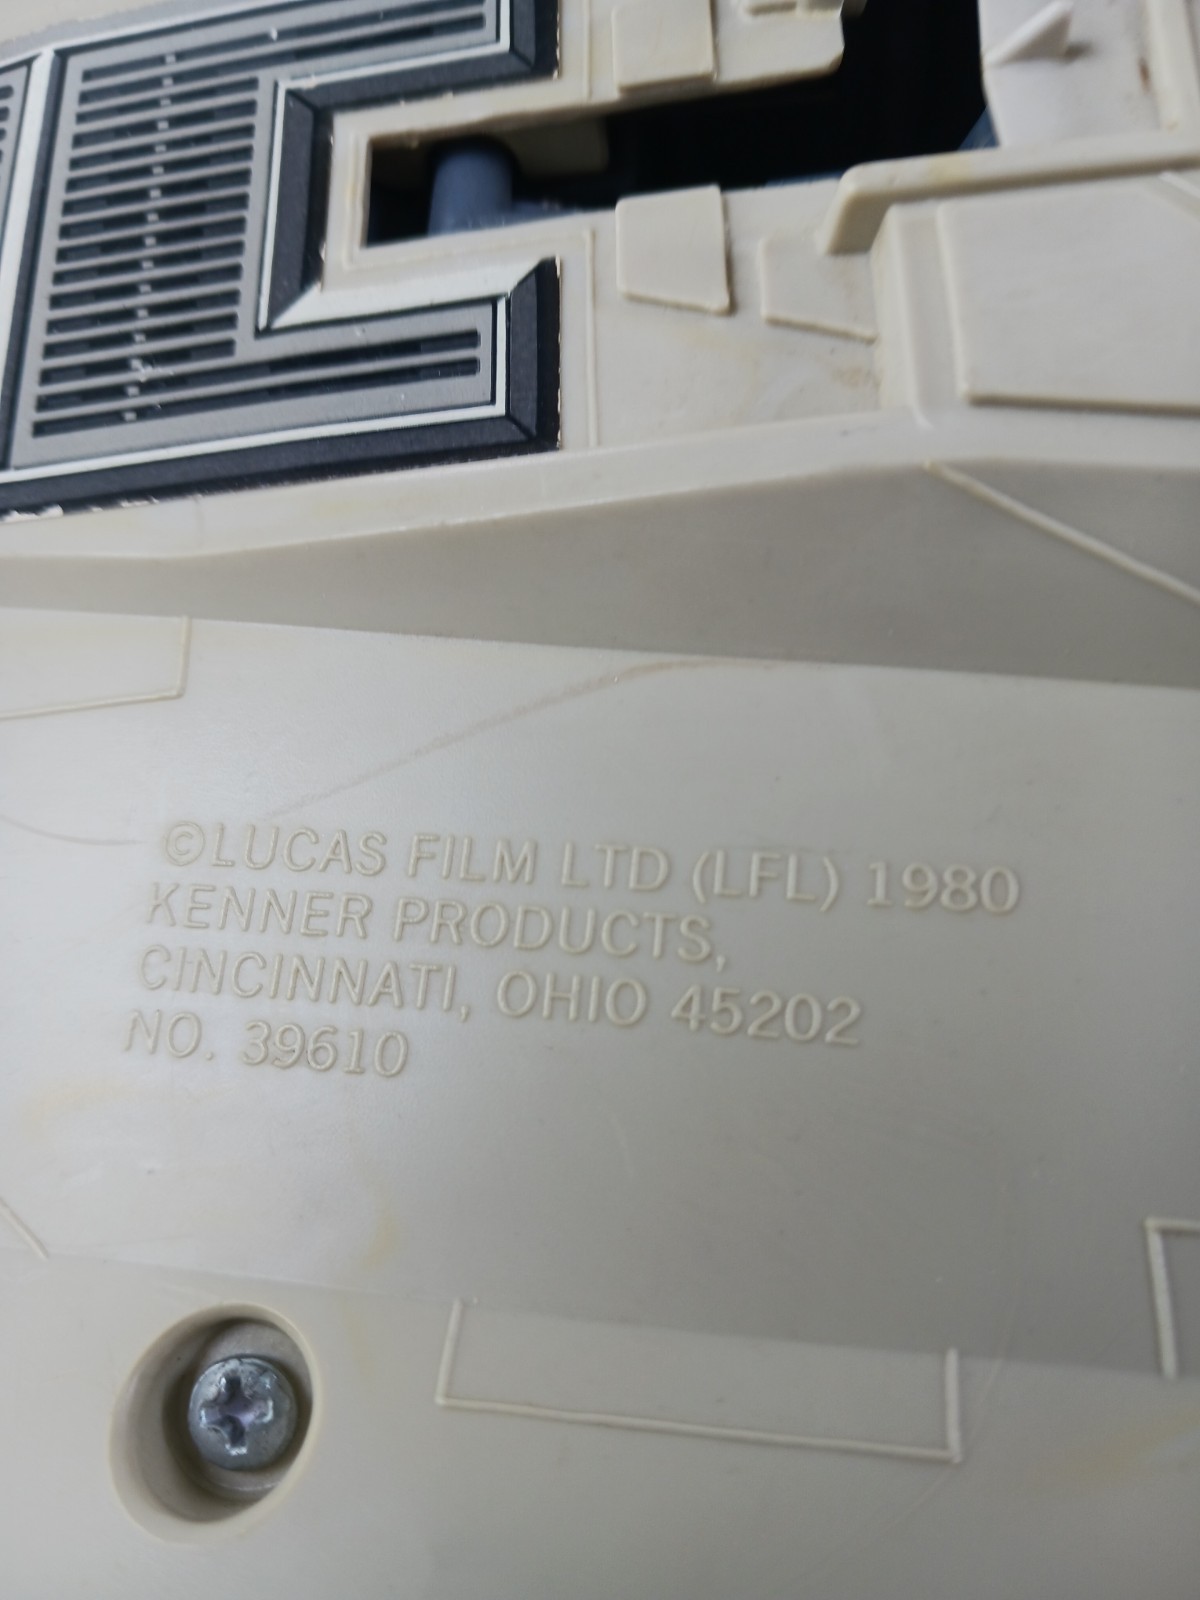 ©LUCAS FILM LTD (LFL) 1980
KENNER PRODUCTS,
CINCINNATI, OHIO 45202
NO. 39610